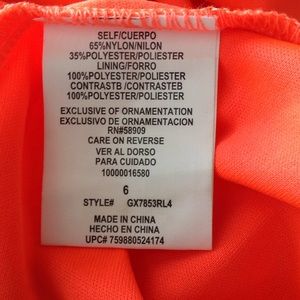 SELF/CUERPO
65%NYLON/NILON
35%POLYESTER/POLIESTER
LINING/FORRO
100%POLYESTER/POLIESTER
CONTRASTB/CONTRASTEB
100%POLYESTER/POLIESTER
EXCLUSIVE OF ORNAMENTATION
EXCLUSIVO DE ORNAMENTACION
RN#58909
CARE ON REVERSE
VER AL DORSO
PARA CUIDADO
10000016580
6
STYLE# GX7853RL4
MADE IN CHINA
HECHO EN CHINA
UPC# 759880524174